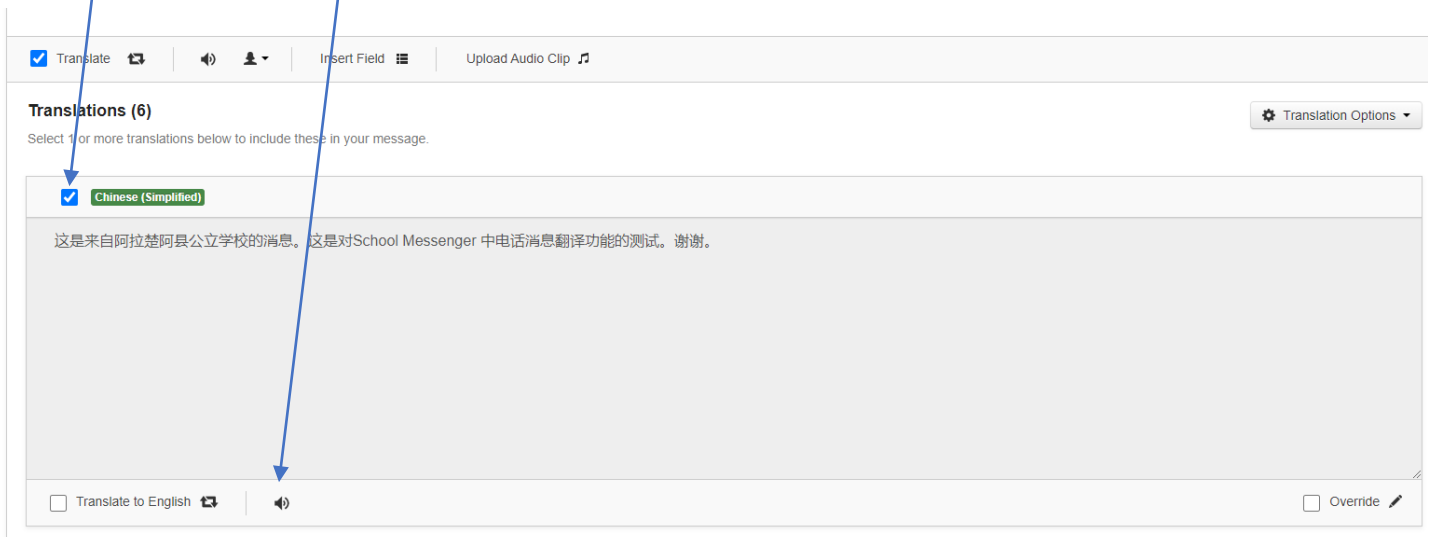 Translate Insert Field Upload Audio Clip
Translations (6)
Translation Options
Select 1 or more translations below to include these in your message.
Chinese (Simplified)
这是来自阿拉楚阿县公立学校的消息。这是对School Messenger 中电话消息翻译功能的测试。谢谢。
Translate to English Override